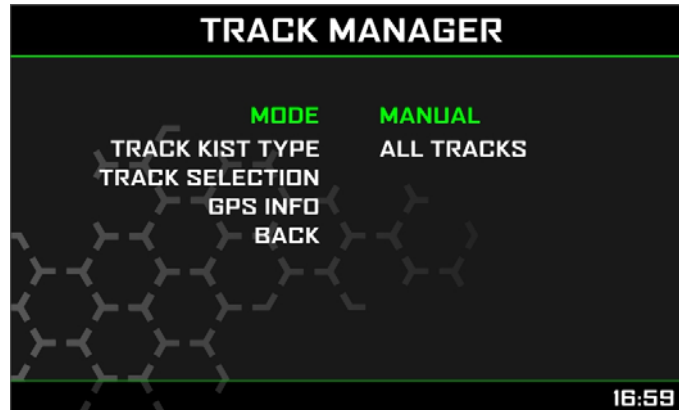 TRACK MANAGER
MODE MANUAL
TRACK KIST TYPE ALL TRACKS
TRACK SELECTION
GPS INFO
BACK
16:59